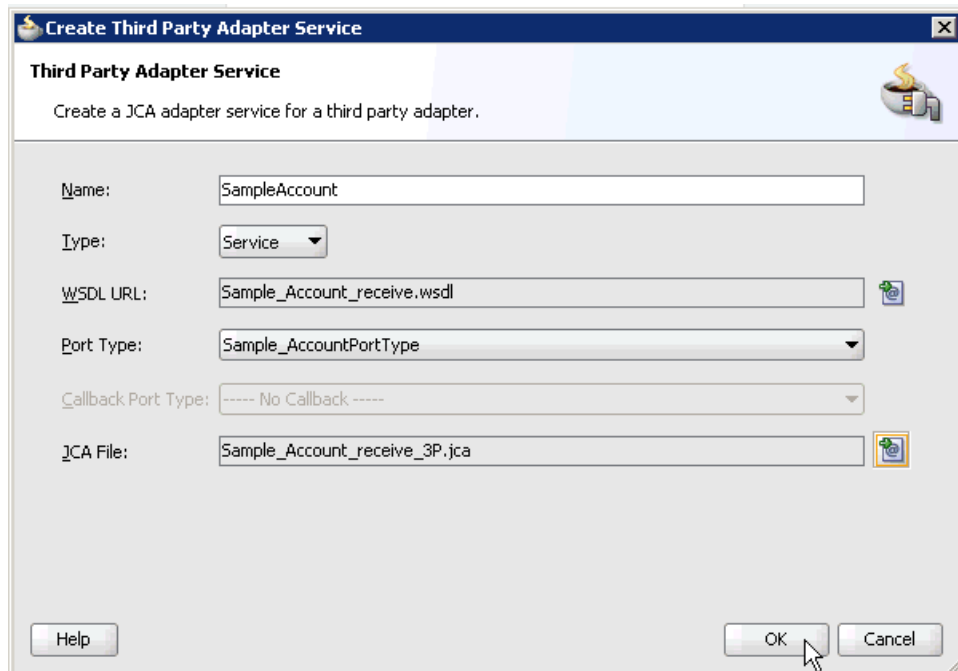 Create Third Party Adapter Service
Third Party Adapter Service
Create a JCA adapter service for a third party adapter.
Name: SampleAccount
Type: Service
WSDL URL: Sample_Account_receive.wsdl
Port Type: Sample_AccountPortType
Callback Port Type: ----- No Callback -----
JCA File: Sample_Account_receive_3P.jca
Help OK Cancel